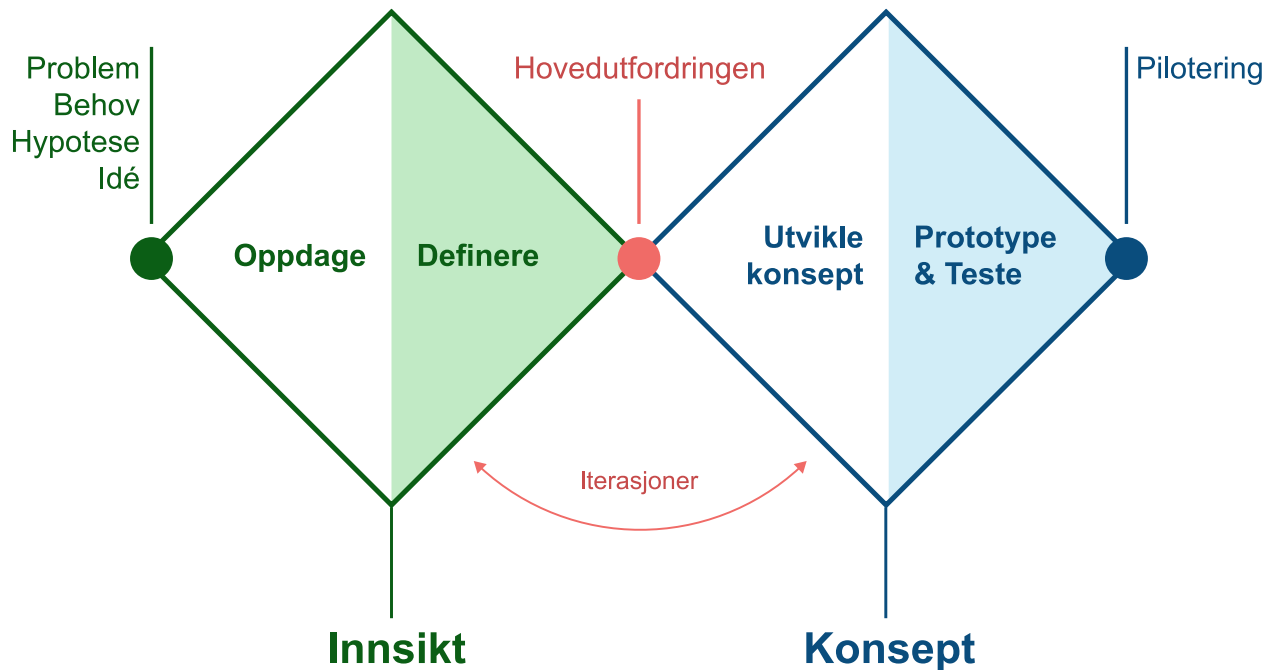 Problem
Behov
Hypotese
Idé
Hovedutfordringen
Pilotering
Oppdage
Definere
Utvikle
konsept
Prototype
& Teste
Iterasjoner
Innsikt
Konsept